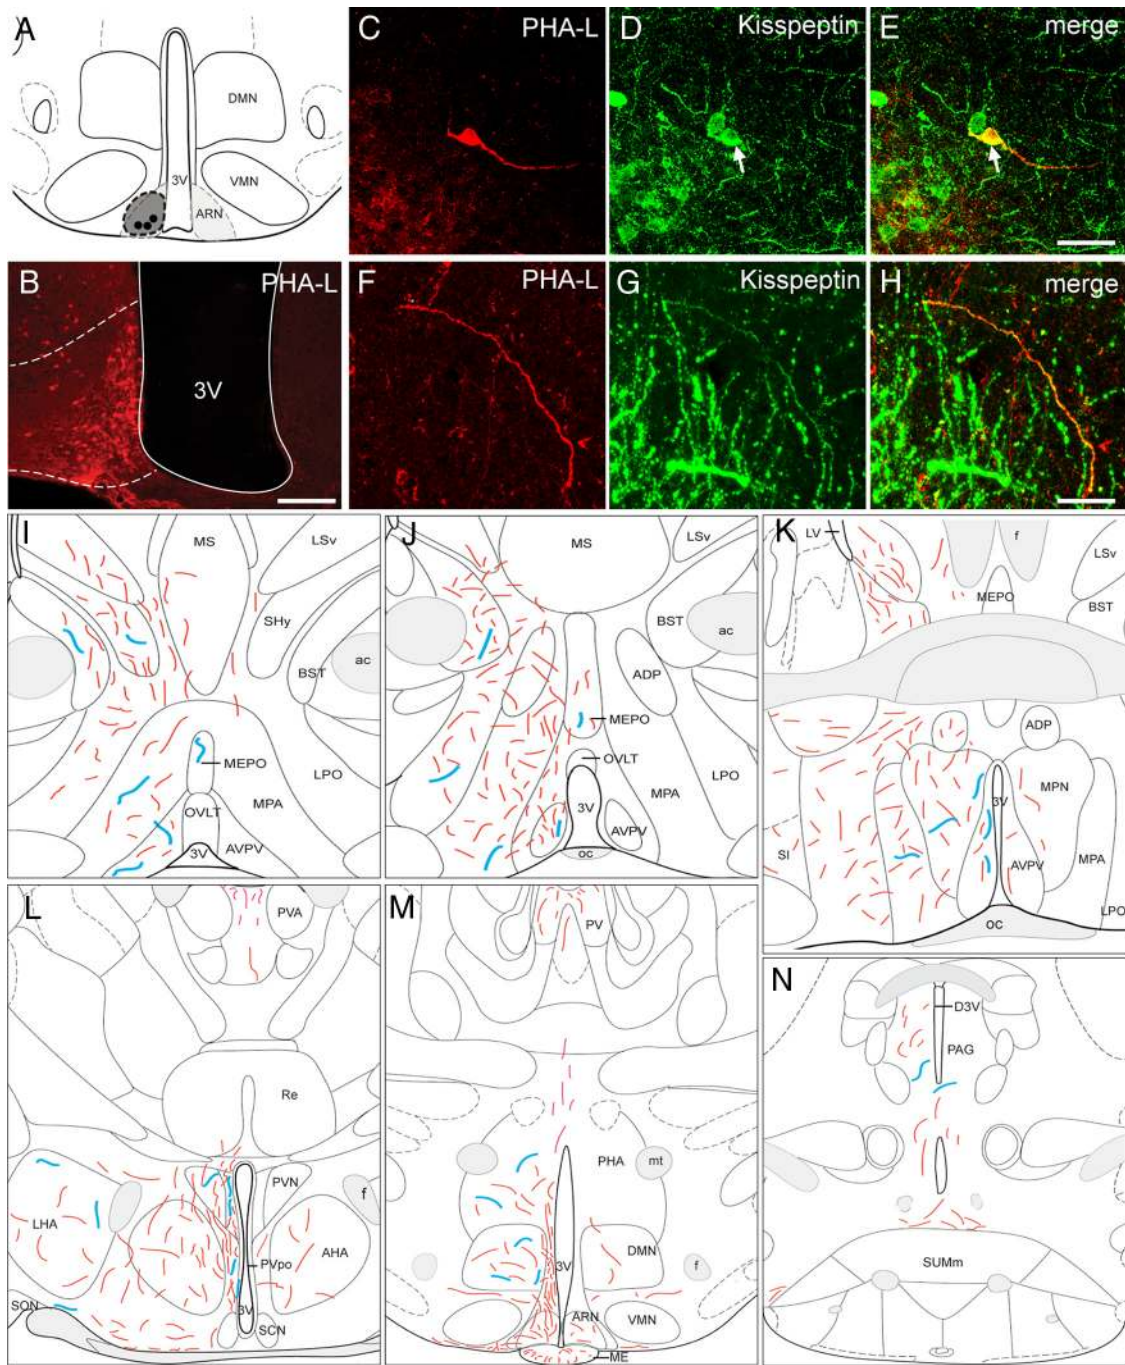 A
DMN
3V
VMN
ARN
C
PHA-L
D
Kisspeptin
E
merge
B
PHA-L
3V
F
PHA-L
G
Kisspeptin
H
merge
I
MS
LSv
SHy
BST
ac
MEPO
LPO
OVLT
MPA
3V
AVPV
J
MS
LSv
BST
ac
ADP
MEPO
OVLT
LPO
3V
MPA
AVPV
oc
K
LV
f
LSv
MEPO
BST
ADP
MPN
3V
SI
AVPV
MPA
LPO
oc
L
PVA
Re
PVN
f
LHA
AHA
PVpo
SON
3V
SCN
M
PV
PHA
mt
DMN
3V
f
ARN
VMN
ME
N
D3V
PAG
SUMm